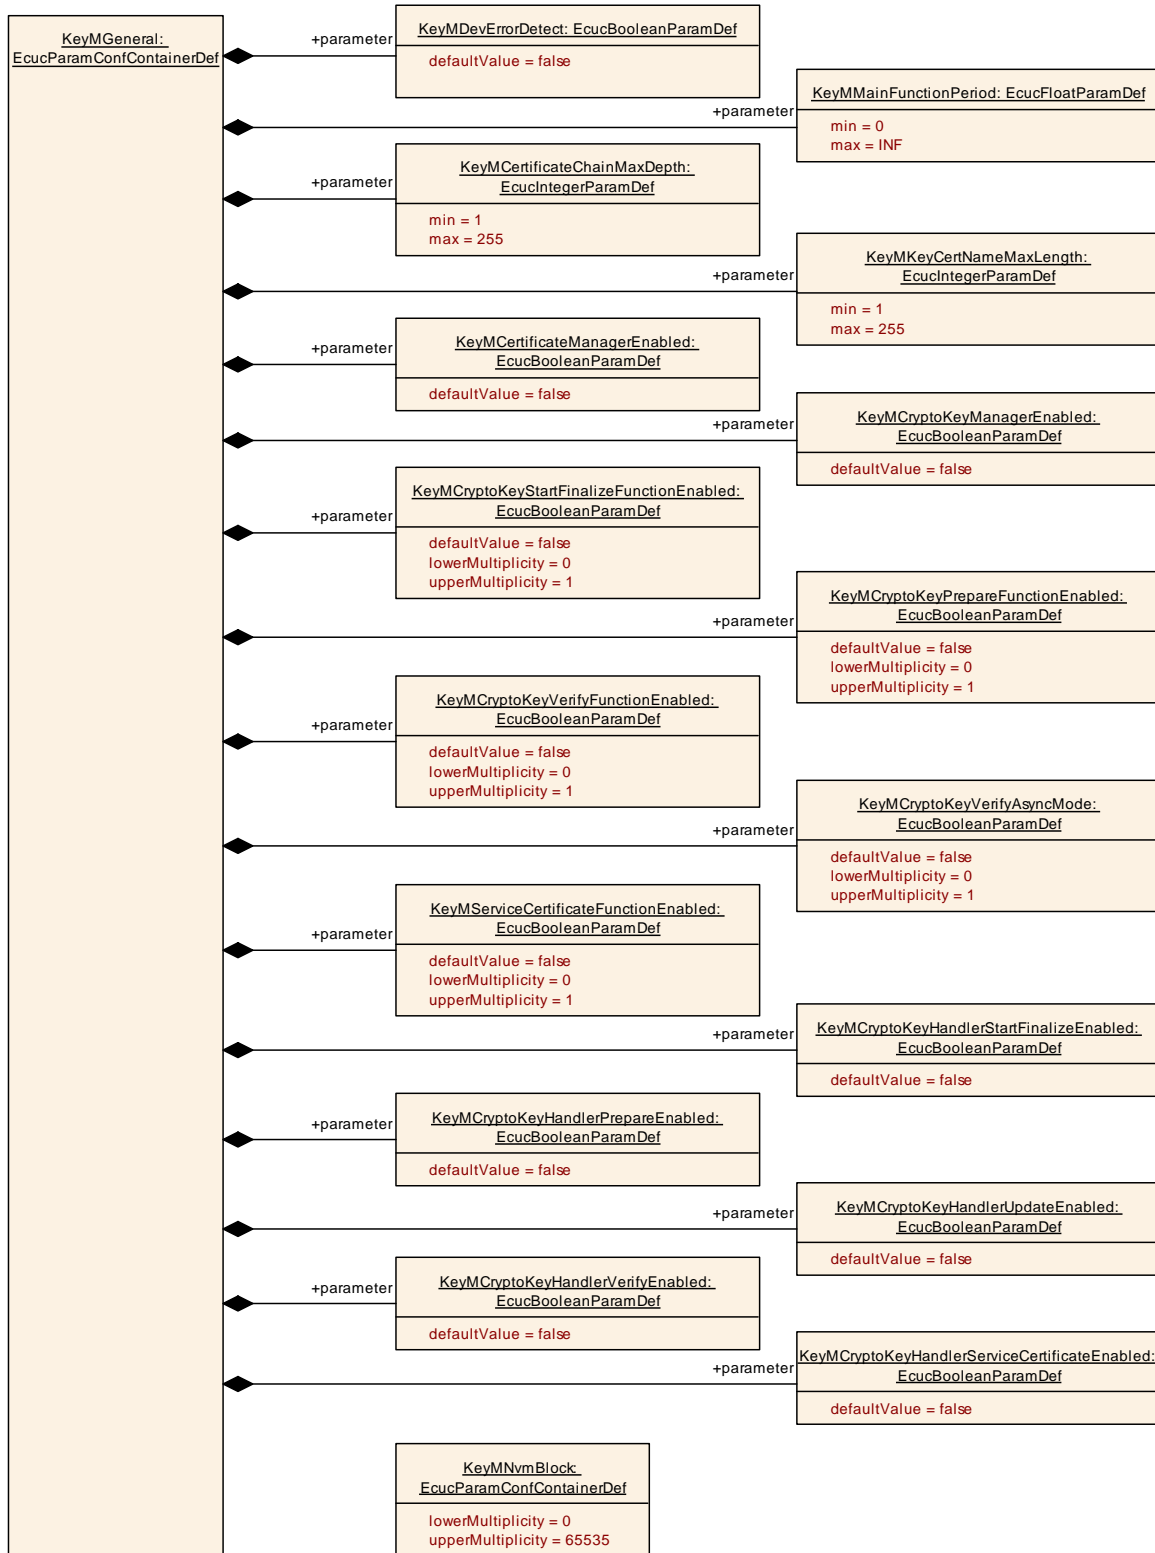 KeyMGeneral:
EcucParamConfContainerDef
+parameter
KeyMDevErrorDetect: EcucBooleanParamDef
defaultValue = false
+parameter
KeyMMainFunctionPeriod: EcucFloatParamDef
min = 0
max = INF
+parameter
KeyMCertificateChainMaxDepth:
EcucIntegerParamDef
min = 1
max = 255
+parameter
KeyMKeyCertNameMaxLength:
EcucIntegerParamDef
min = 1
max = 255
+parameter
KeyMCertificateManagerEnabled:
EcucBooleanParamDef
defaultValue = false
+parameter
KeyMCryptoKeyManagerEnabled:
EcucBooleanParamDef
defaultValue = false
+parameter
KeyMCryptoKeyStartFinalizeFunctionEnabled:
EcucBooleanParamDef
defaultValue = false
lowerMultiplicity = 0
upperMultiplicity = 1
+parameter
KeyMCryptoKeyPrepareFunctionEnabled:
EcucBooleanParamDef
defaultValue = false
lowerMultiplicity = 0
upperMultiplicity = 1
+parameter
KeyMCryptoKeyVerifyFunctionEnabled:
EcucBooleanParamDef
defaultValue = false
lowerMultiplicity = 0
upperMultiplicity = 1
+parameter
KeyMCryptoKeyVerifyAsyncMode:
EcucBooleanParamDef
defaultValue = false
lowerMultiplicity = 0
upperMultiplicity = 1
+parameter
KeyMServiceCertificateFunctionEnabled:
EcucBooleanParamDef
defaultValue = false
lowerMultiplicity = 0
upperMultiplicity = 1
+parameter
KeyMCryptoKeyHandlerStartFinalizeEnabled:
EcucBooleanParamDef
defaultValue = false
+parameter
KeyMCryptoKeyHandlerPrepareEnabled:
EcucBooleanParamDef
defaultValue = false
+parameter
KeyMCryptoKeyHandlerUpdateEnabled:
EcucBooleanParamDef
defaultValue = false
+parameter
KeyMCryptoKeyHandlerVerifyEnabled:
EcucBooleanParamDef
defaultValue = false
+parameter
KeyMCryptoKeyHandlerServiceCertificateEnabled:
EcucBooleanParamDef
defaultValue = false
KeyMNvmBlock:
EcucParamConfContainerDef
lowerMultiplicity = 0
upperMultiplicity = 65535